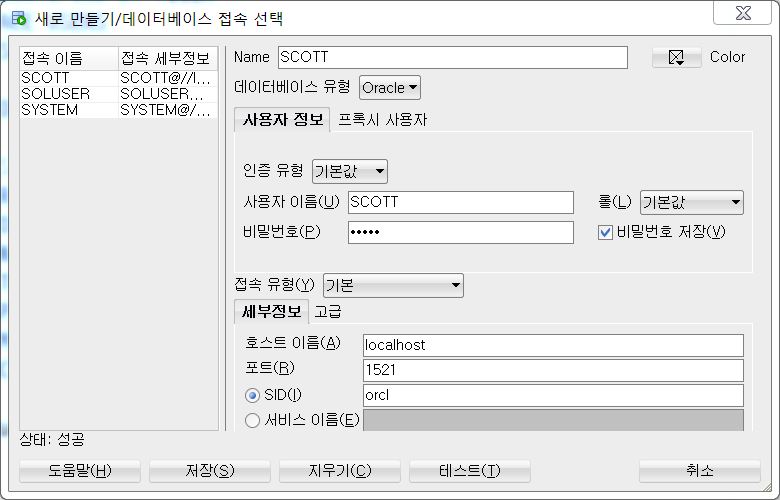 새로 만들기/데이터베이스 접속 선택
접속 이름 접속 세부정보
SCOTT SCOTT@//l...
SOLUSER SOLUSER,...
SYSTEM SYSTEM@/...
Name SCOTT Color
데이터베이스 유형 Oracle
사용자 정보 프록시 사용자
인증 유형 기본값
사용자 이름(U) SCOTT 롤(L) 기본값
비밀번호(P) ••••• 비밀번호 저장(V)
접속 유형(Y) 기본
세부정보 고급
호스트 이름(A) localhost
포트(R) 1521
SID(I) orcl
서비스 이름(E)
상태: 성공
도움말(H) 저장(S) 지우기(C) 테스트(T) 취소